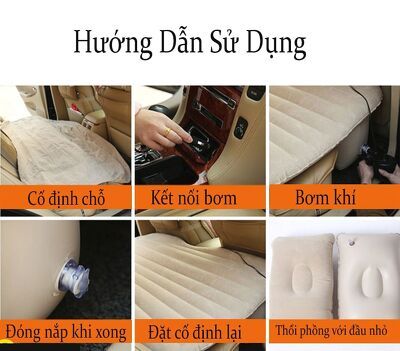 Hướng Dẫn Sử Dụng
Cố định chỗ
Kết nối bơm
Bơm khí
Đóng nắp khi xong
Đặt cố định lại
Thổi phồng với đầu nhỏ